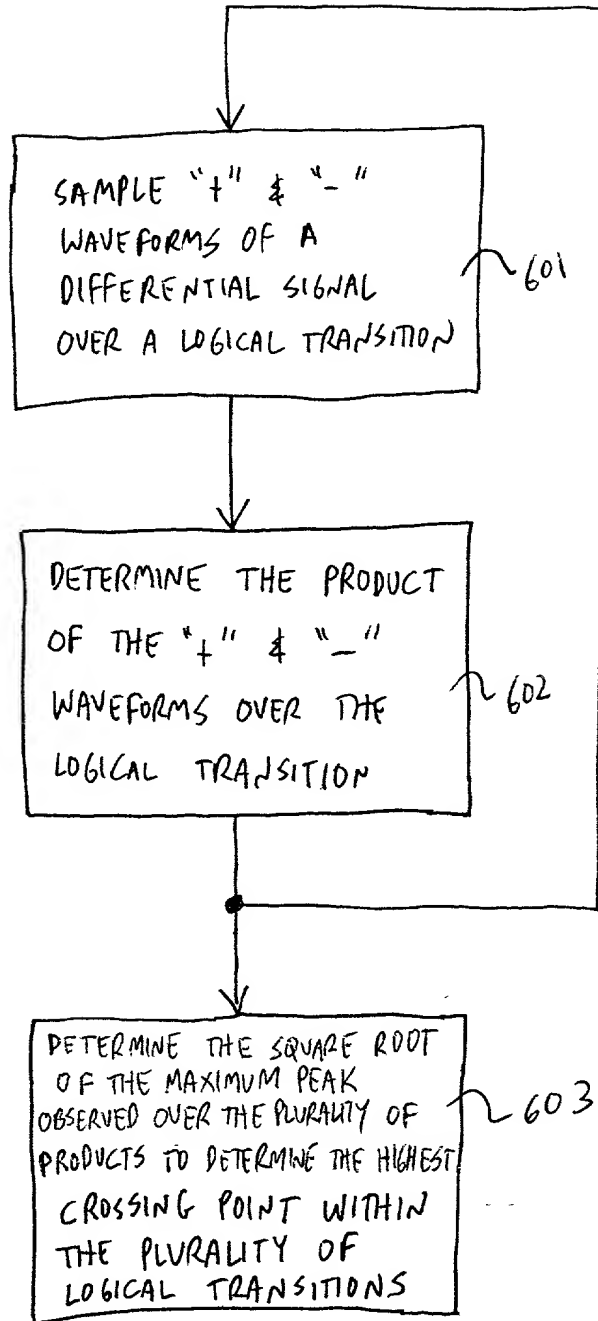 SAMPLE "+" & "-"
WAVEFORMS OF A
DIFFERENTIAL SIGNAL
OVER A LOGICAL TRANSITION
601
DETERMINE THE PRODUCT
OF THE "+" & "-"
WAVEFORMS OVER THE
LOGICAL TRANSITION
602
DETERMINE THE SQUARE ROOT
OF THE MAXIMUM PEAK
OBSERVED OVER THE PLURALITY OF
PRODUCTS TO DETERMINE THE HIGHEST
CROSSING POINT WITHIN
THE PLURALITY OF
LOGICAL TRANSITIONS
603